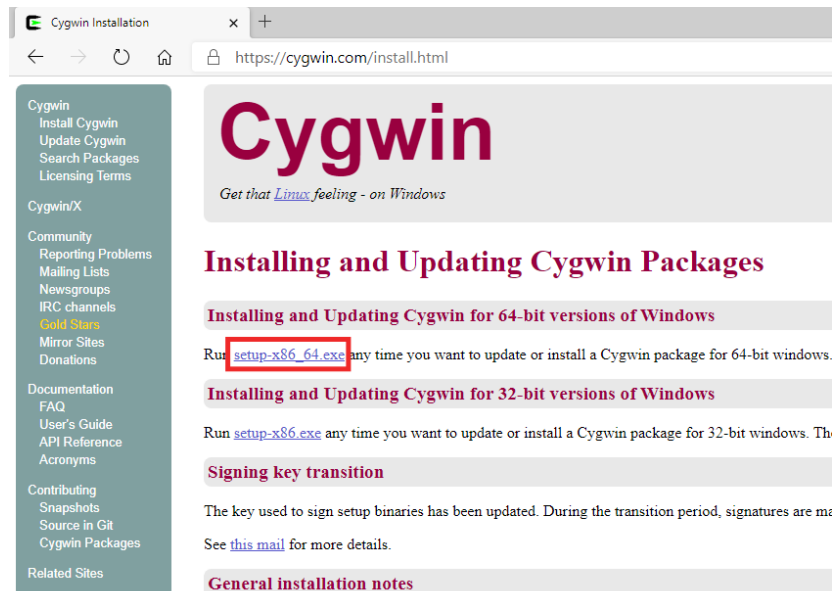 Cygwin Installation
https://cygwin.com/install.html
Cygwin
Install Cygwin
Update Cygwin
Search Packages
Licensing Terms
Cygwin/X
Community
Reporting Problems
Mailing Lists
Newsgroups
IRC channels
Gold Stars
Mirror Sites
Donations
Documentation
FAQ
User's Guide
API Reference
Acronyms
Contributing
Snapshots
Source in Git
Cygwin Packages
Related Sites
Cygwin
Get that Linux feeling - on Windows
Installing and Updating Cygwin Packages
Installing and Updating Cygwin for 64-bit versions of Windows
Run setup-x86_64.exe any time you want to update or install a Cygwin package for 64-bit windows.
Installing and Updating Cygwin for 32-bit versions of Windows
Run setup-x86.exe any time you want to update or install a Cygwin package for 32-bit windows. The
Signing key transition
The key used to sign setup binaries has been updated. During the transition period, signatures are ma
See this mail for more details.
General installation notes